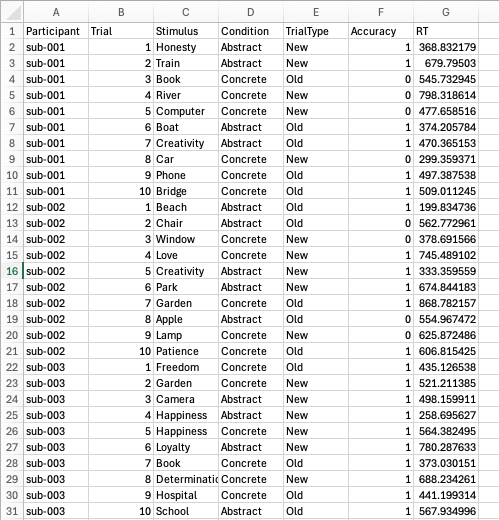 A B C D E F G
1 Participant Trial Stimulus Condition TrialType Accuracy RT
2 sub-001 1 Honesty Abstract New 1 368.832179
3 sub-001 2 Train Abstract New 1 679.79503
4 sub-001 3 Book Concrete Old 0 545.732945
5 sub-001 4 River Concrete New 0 798.318614
6 sub-001 5 Computer Concrete New 0 477.658516
7 sub-001 6 Boat Abstract Old 1 374.205784
8 sub-001 7 Creativity Abstract Old 1 470.365153
9 sub-001 8 Car Concrete New 0 299.359371
10 sub-001 9 Phone Concrete Old 1 497.387538
11 sub-001 10 Bridge Concrete Old 1 509.011245
12 sub-002 1 Beach Abstract Old 1 199.834736
13 sub-002 2 Chair Abstract Old 0 562.772961
14 sub-002 3 Window Concrete New 0 378.691566
15 sub-002 4 Love Concrete New 1 745.489102
16 sub-002 5 Creativity Abstract New 1 333.359559
17 sub-002 6 Park Abstract New 1 674.844183
18 sub-002 7 Garden Concrete Old 1 868.782157
19 sub-002 8 Apple Abstract Old 0 554.967472
20 sub-002 9 Lamp Concrete New 0 625.872486
21 sub-002 10 Patience Concrete Old 1 606.815425
22 sub-003 1 Freedom Concrete Old 1 435.126538
23 sub-003 2 Garden Concrete New 1 521.211385
24 sub-003 3 Camera Abstract New 1 498.159911
25 sub-003 4 Happiness Abstract New 1 258.695627
26 sub-003 5 Happiness Concrete New 1 564.382495
27 sub-003 6 Loyalty Abstract New 1 780.287633
28 sub-003 7 Book Concrete Old 1 373.030151
29 sub-003 8 Determinatic Concrete New 1 688.234261
30 sub-003 9 Hospital Concrete Old 1 441.199314
31 sub-003 10 School Abstract Old 1 567.934996